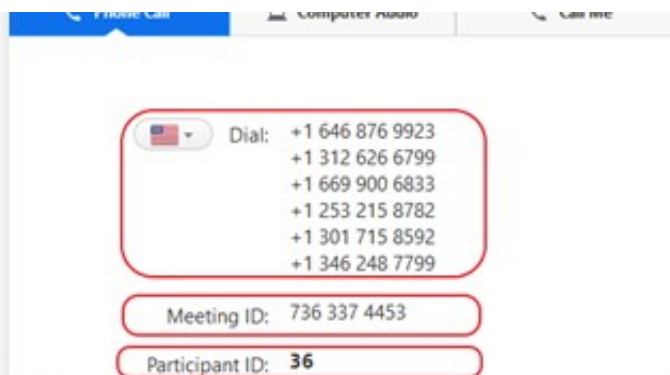 Phone Call Computer Audio Call Me
Dial: +1 646 876 9923
+1 312 626 6799
+1 669 900 6833
+1 253 215 8782
+1 301 715 8592
+1 346 248 7799
Meeting ID: 736 337 4453
Participant ID: 36